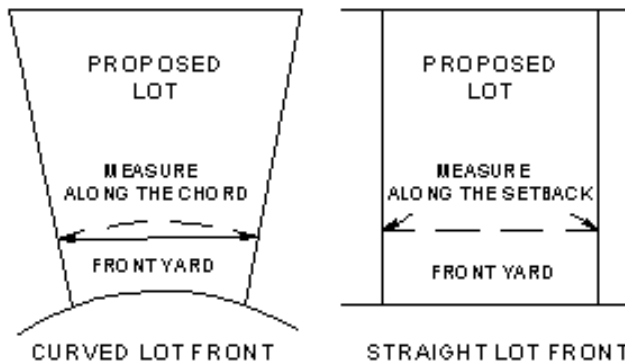 PROPOSED
LOT
MEASURE
ALONG THE CHORD
FRONT YARD
CURVED LOT FRONT
PROPOSED
LOT
MEASURE
ALONG THE SETBACK
FRONT YARD
STRAIGHT LOT FRONT